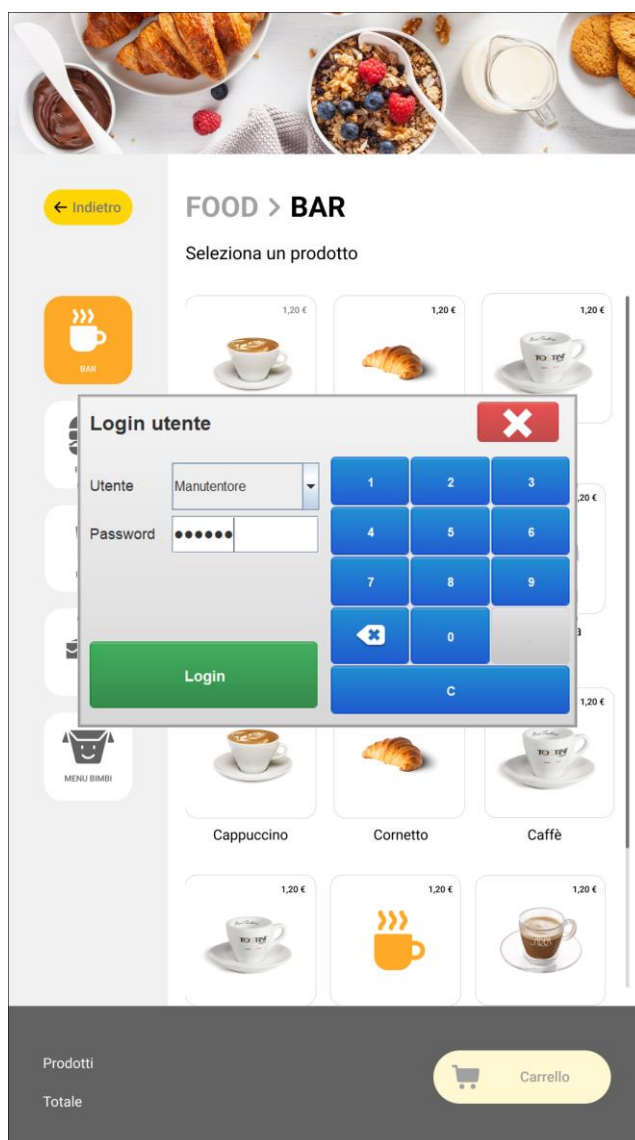 ← Indietro
FOOD > BAR
Seleziona un prodotto
1,20 €
1,20 €
1,20 €
BAR
Login utente
Utente
Manutentore
Password
●●●●●●
1
2
3
4
5
6
7
8
9
0
C
Login
,20 €
a
1,20 €
MENU BIMBI
Cappuccino
Cornetto
Caffè
1,20 €
1,20 €
1,20 €
Prodotti
Totale
Carrello